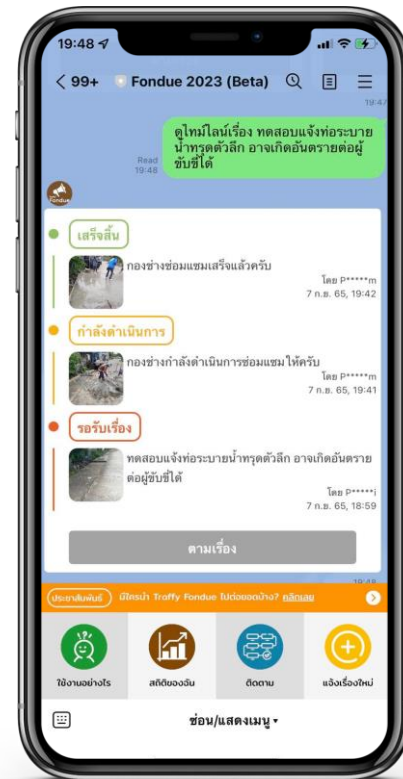 19:48
99+ Fondue 2023 (Beta)
19:47
ดูไทม์ไลน์เรื่อง ทดสอบแจ้งท่อระบาย
น้ำทรุดตัวลึก อาจเกิดอันตรายต่อผู้
ขับขี่ได้
Read
19:48
Fondue
เสร็จสิ้น
กองช่างซ่อมแซมเสร็จแล้วครับ
โดย P*****m
7 ก.ย. 65, 19:42
กำลังดำเนินการ
กองช่างกำลังดำเนินการซ่อมแซม ให้ครับ
โดย P*****m
7 ก.ย. 65, 19:41
รอรับเรื่อง
ทดสอบแจ้งท่อระบายน้ำทรุดตัวลึก อาจเกิดอันตราย
ต่อผู้ขับขี่ได้
โดย P*****i
7 ก.ย. 65, 18:59
ตามเรื่อง
19:48
ประชาสัมพันธ์ มีใครนำ Traffy Fondue ไปต่อยอดบ้าง? คลิกเลย
ใช้งานอย่างไร สถิติของฉัน ติดตาม แจ้งเรื่องใหม่
ซ่อน/แสดงเมนู